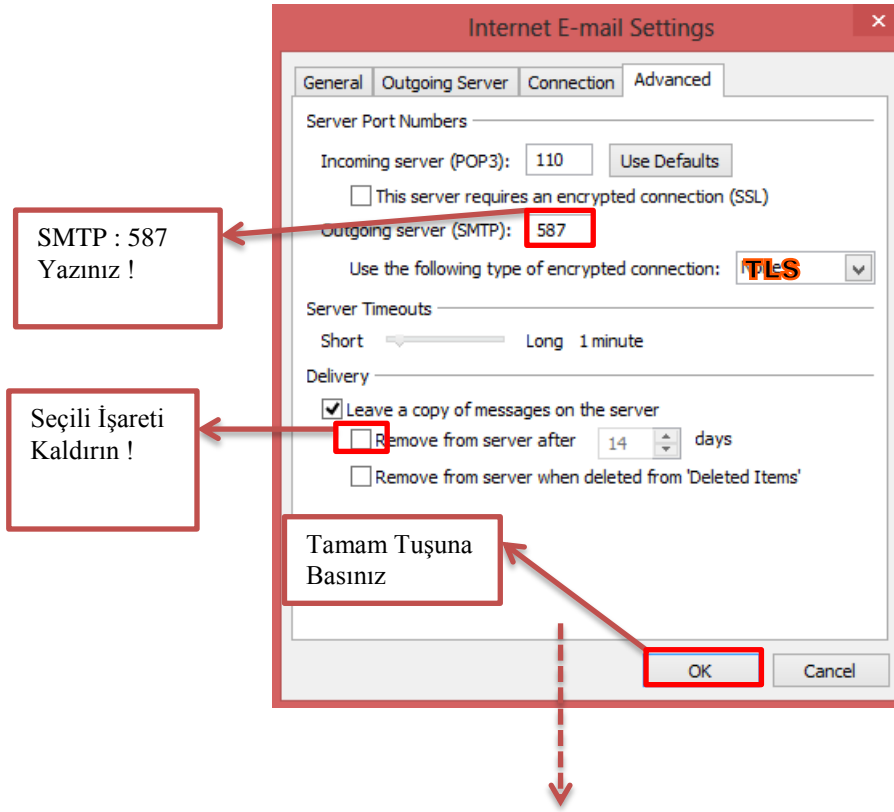 Internet E-mail Settings
General Outgoing Server Connection Advanced
Server Port Numbers
Incoming server (POP3): 110 Use Defaults
This server requires an encrypted connection (SSL)
SMTP : 587
Yazınız !
Outgoing server (SMTP): 587
Use the following type of encrypted connection: TLS
Server Timeouts
Short Long 1 minute
Delivery
Leave a copy of messages on the server
Seçili İşareti
Kaldırın !
Remove from server after 14 days
Remove from server when deleted from 'Deleted Items'
Tamam Tuşuna
Basınız
OK Cancel